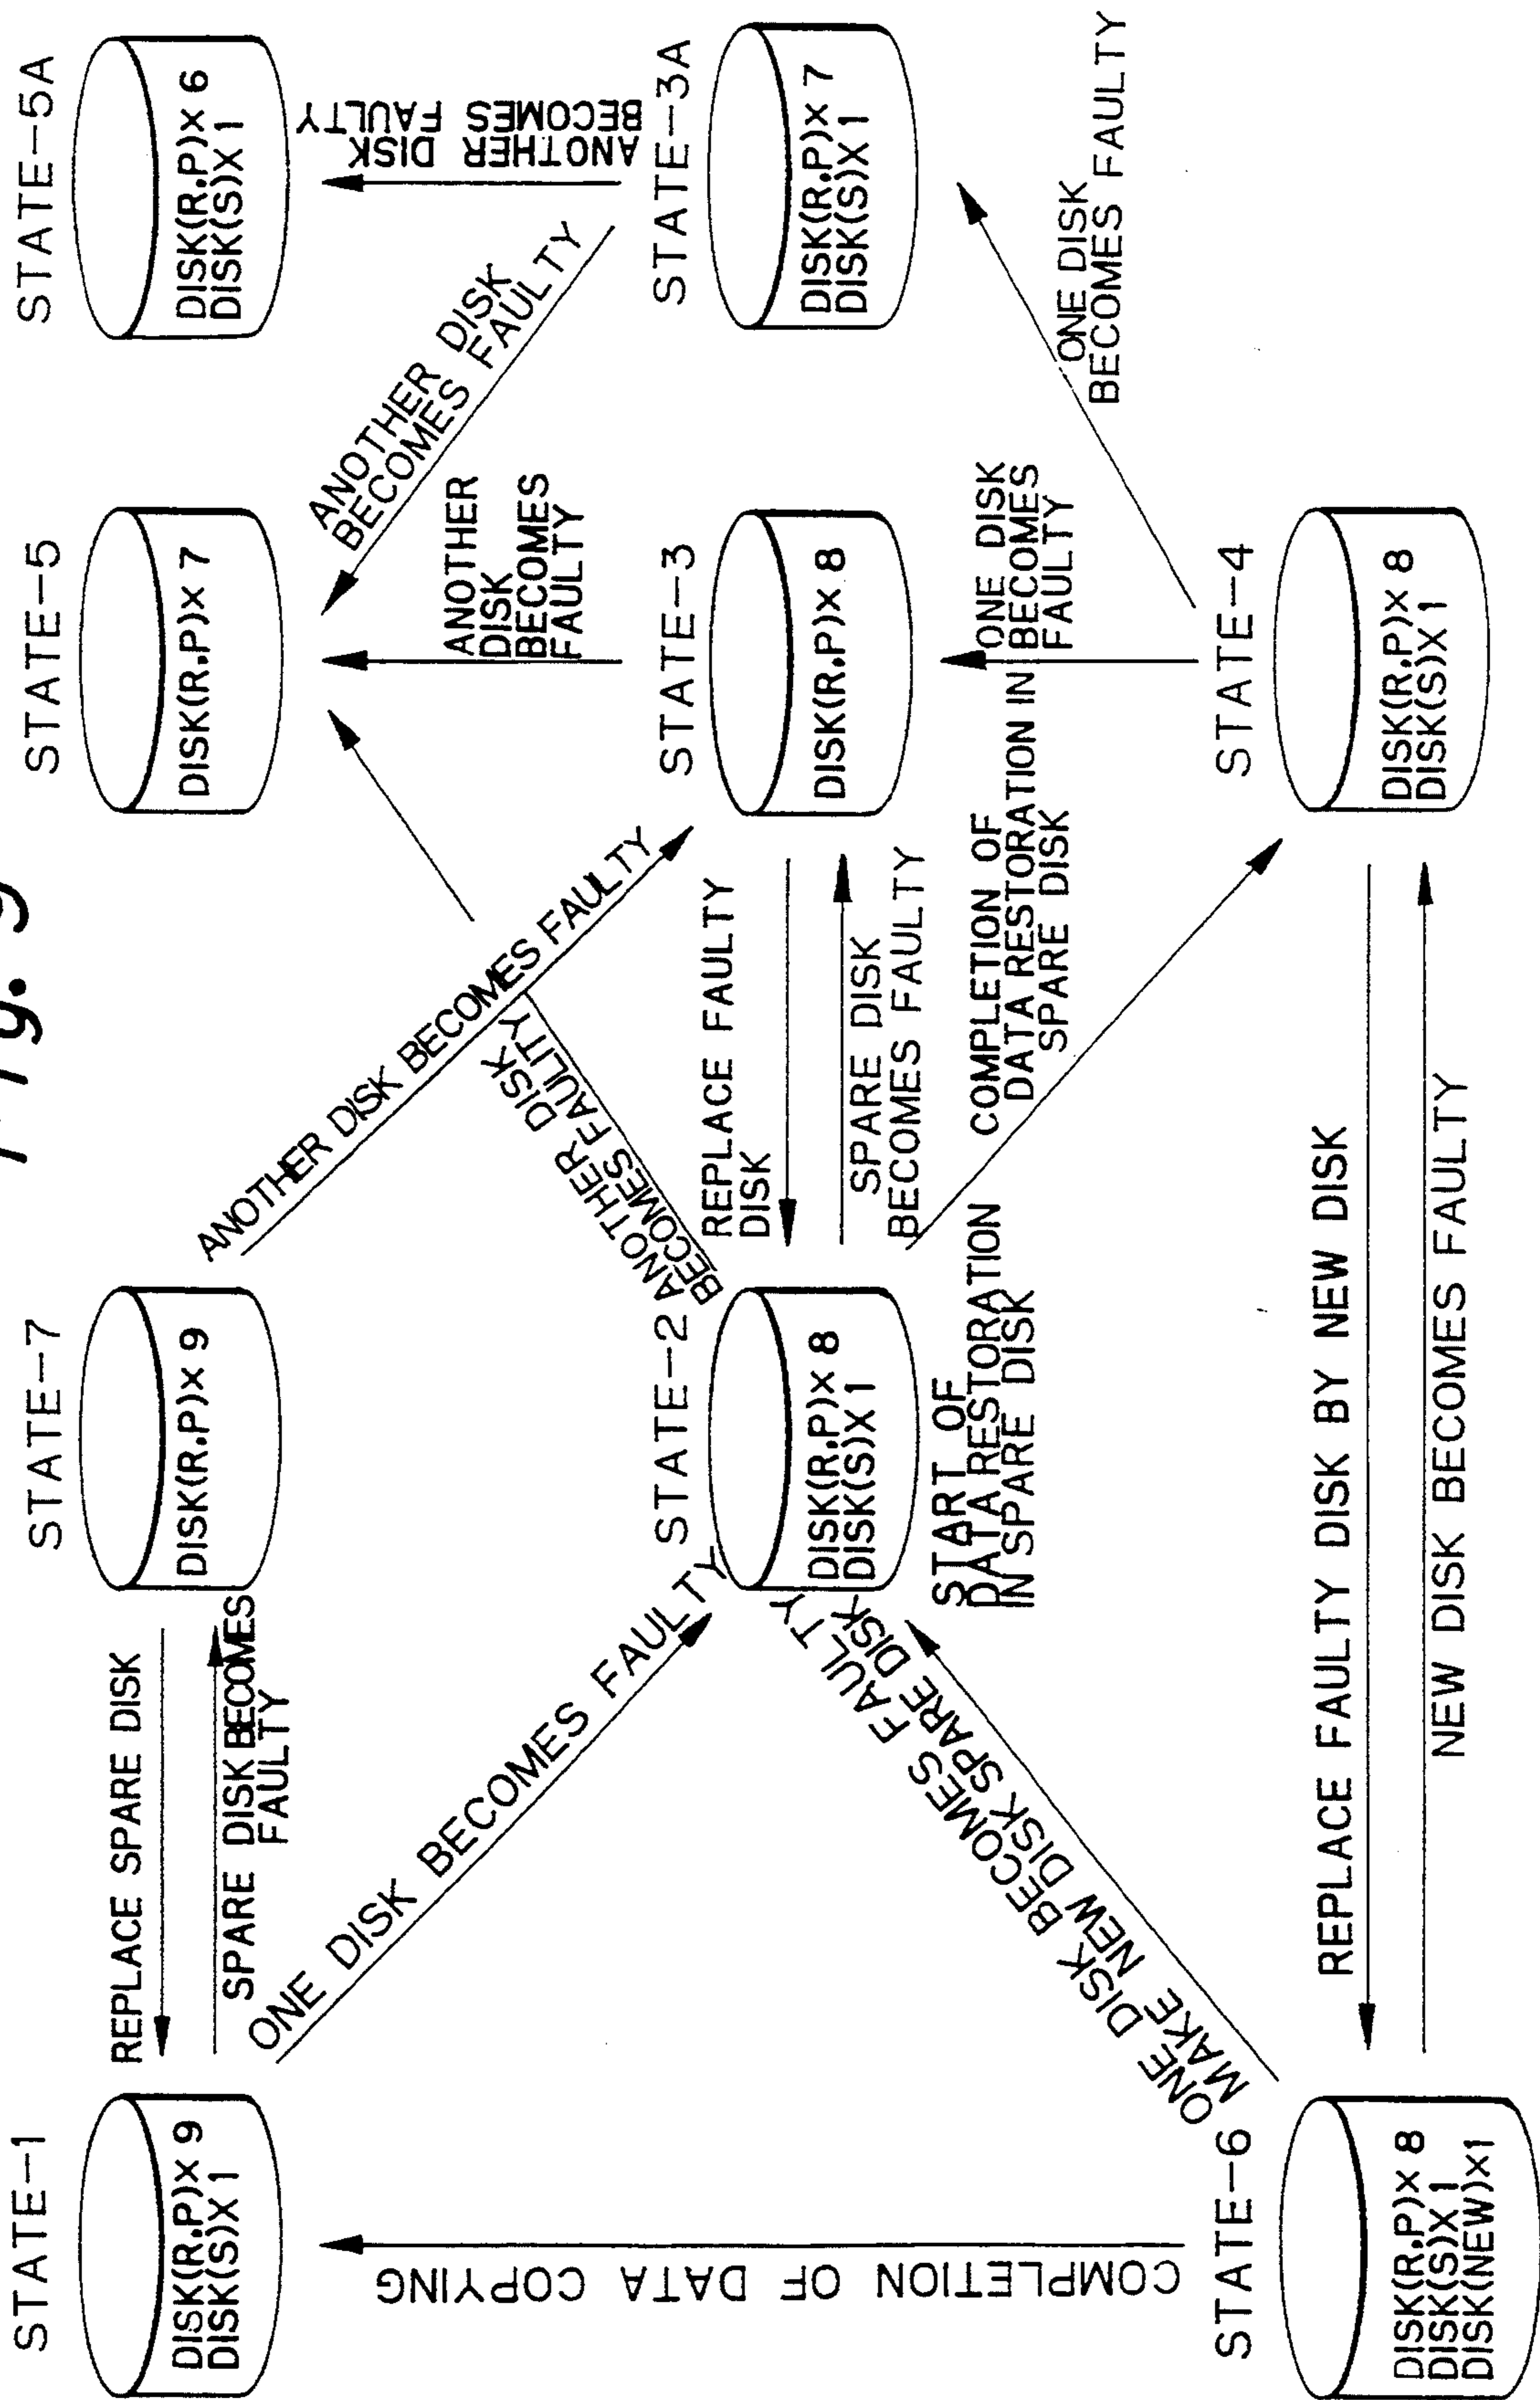 Fig. 9
STATE-1
DISK(R.P)× 9
DISK(S)X 1
REPLACE SPARE DISK
SPARE DISK BECOMES
FAULTY
STATE-7
DISK(R.P)× 9
ANOTHER DISK BECOMES FAULTY
STATE-5
DISK(R.P)× 7
ANOTHER DISK
BECOMES FAULTY
STATE-5A
DISK(R.P)× 6
DISK(S)X 1
ONE DISK BECOMES FAULTY
ANOTHER DISK
BECOMES FAULITY
ANOTHER
DISK
BECOMES
FAULTY
ANOTHER DISK
BECOMES FAULTY
COMPLETION OF DATA COPYING
STATE-2
DISK(R.P)× 8
DISK(S)X 1
START OF
DATA RESTORATION
IN SPARE DISK
REPLACE FAULTY
DISK
SPARE DISK
BECOMES FAULTY
STATE-3
DISK(R.P)× 8
STATE-3A
DISK(R.P)× 7
DISK(S)X 1
ONE DISK BECOMES FAULTY
MAKE NEW DISK SPARE DISK
COMPLETION OF
DATA RESTORATION IN
SPARE DISK
ONE DISK
BECOMES
FAULTY
ONE DISK
BECOMES FAULTY
STATE-6
DISK(R.P)× 8
DISK(S)X 1
DISK(NEW)×1
REPLACE FAULTY DISK BY NEW DISK
NEW DISK BECOMES FAULTY
STATE-4
DISK(R.P)× 8
DISK(S)X 1